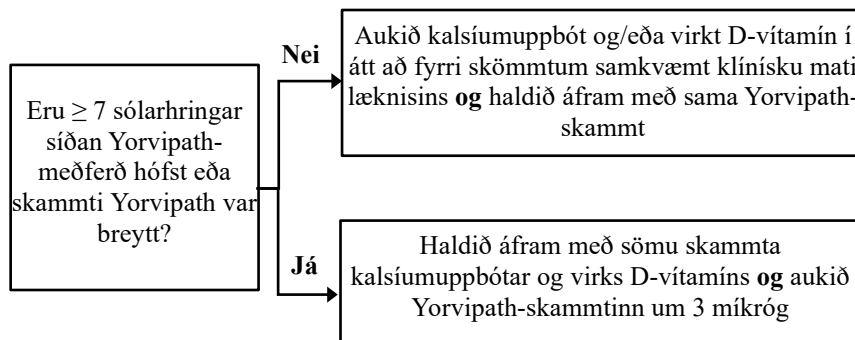 Eru ≥ 7 sólarhringar
síðan Yorvipath-
meðferð hófst eða
skammti Yorvipath var
breytt?
Nei
Aukið kalsíumuppbót og/eða virkt D-vítamín í
átt að fyrri skömmtum samkvæmt klínísku mati
læknisins og haldið áfram með sama Yorvipath-
skammt
Já
Haldið áfram með sömu skammta
kalsíumuppbótar og virks D-vítamíns og aukið
Yorvipath-skammtinn um 3 míkróg